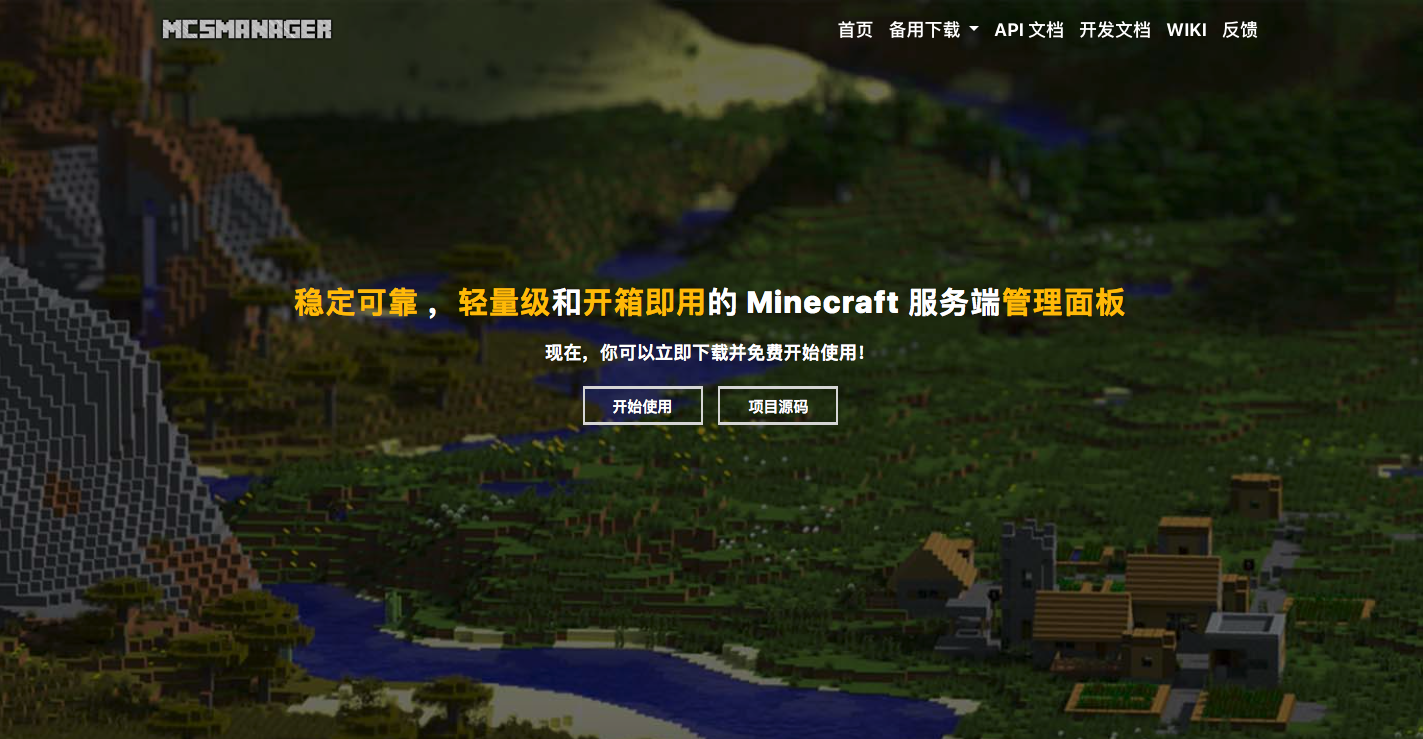 MCSMANAGER
首页 备用下载 API 文档 开发文档 WIKI 反馈
稳定可靠 ，轻量级和开箱即用的 Minecraft 服务端管理面板
现在，你可以立即下载并免费开始使用！
开始使用 项目源码